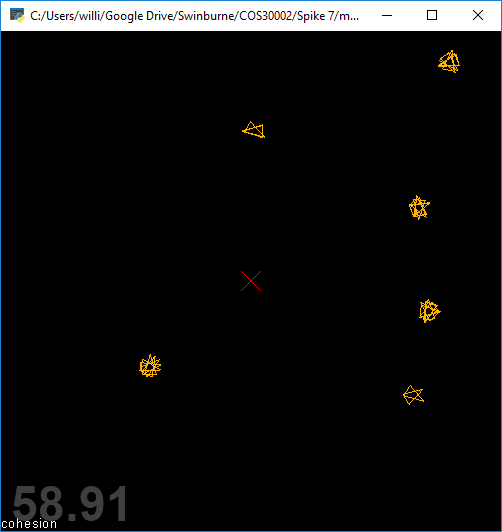 C:/Users/willi/Google Drive/Swinburne/COS30002/Spike 7/m...
58.91
cohesion